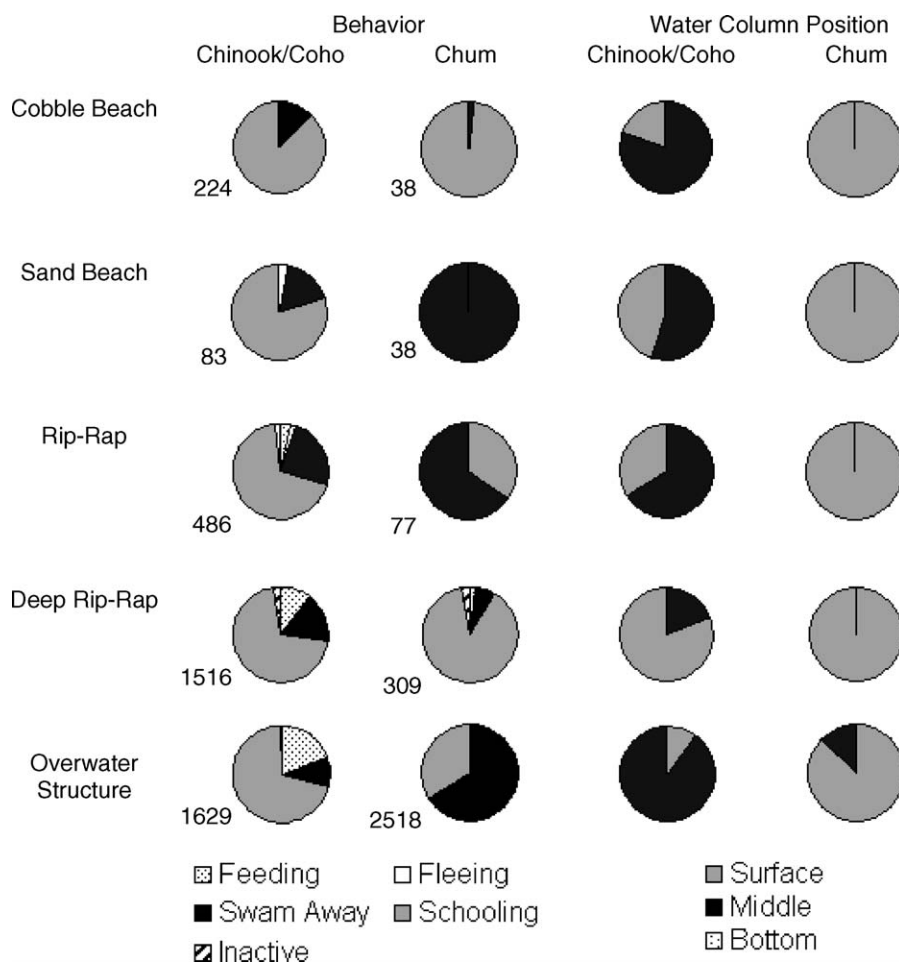 Behavior Water Column Position
Chinook/Coho Chum Chinook/Coho Chum
Cobble Beach
224 38
Sand Beach
83 38
Rip-Rap
486 77
Deep Rip-Rap
1516 309
Overwater
Structure
1629 2518
Feeding Fleeing Surface
Swam Away Schooling Middle
Inactive Bottom